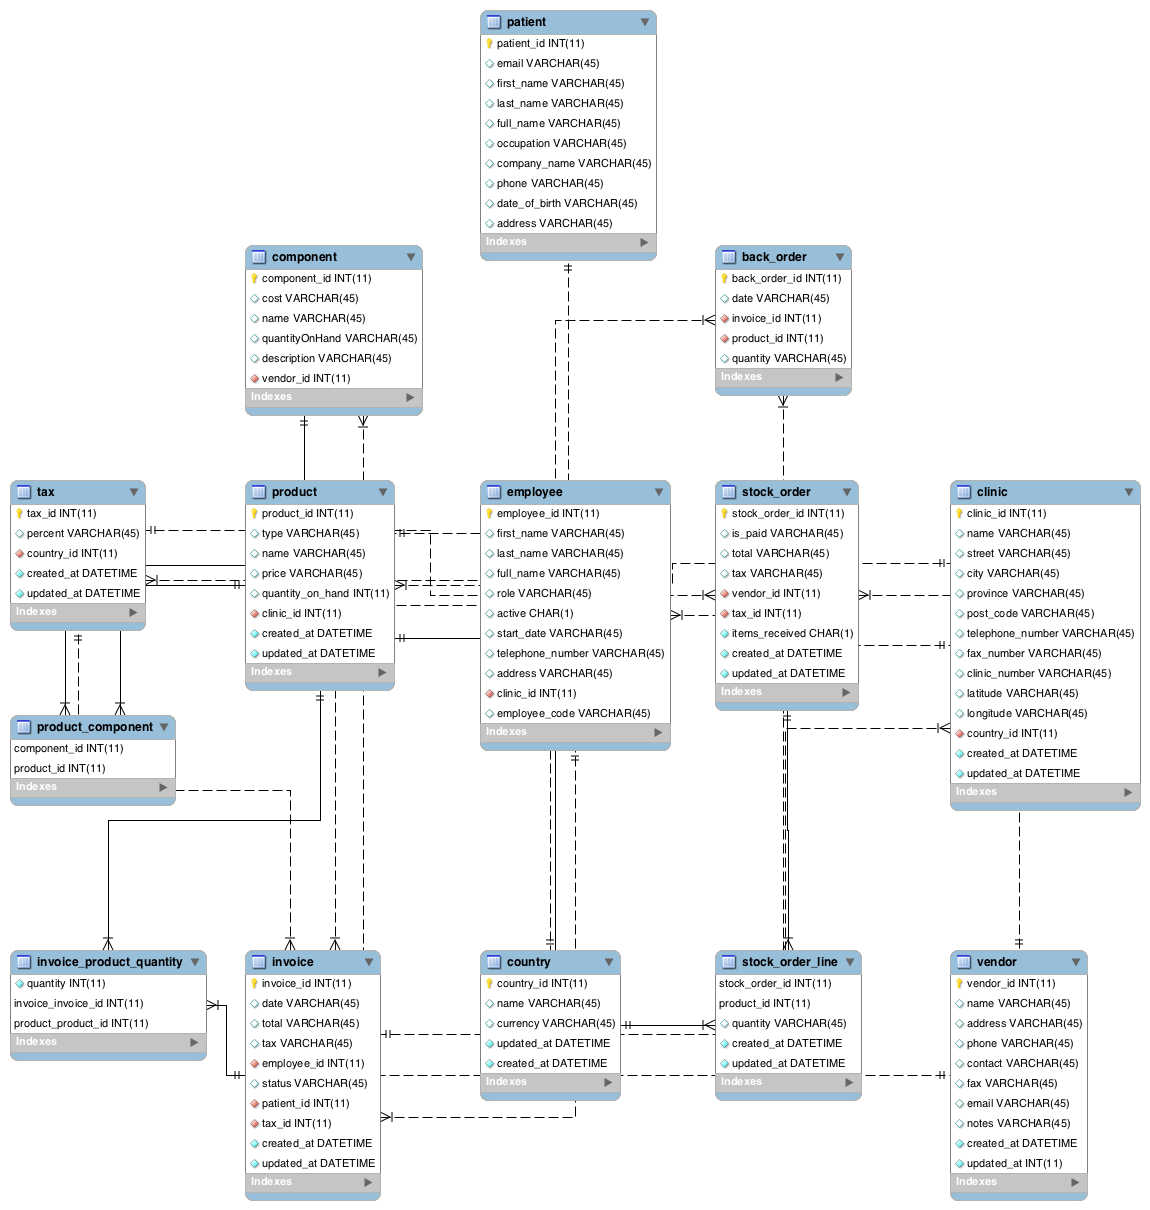 patient
patient_id INT(11)
email VARCHAR(45)
first_name VARCHAR(45)
last_name VARCHAR(45)
full_name VARCHAR(45)
occupation VARCHAR(45)
company_name VARCHAR(45)
phone VARCHAR(45)
date_of_birth VARCHAR(45)
address VARCHAR(45)
Indexes
component
component_id INT(11)
cost VARCHAR(45)
name VARCHAR(45)
quantityOnHand VARCHAR(45)
description VARCHAR(45)
vendor_id INT(11)
Indexes
back_order
back_order_id INT(11)
date VARCHAR(45)
invoice_id INT(11)
product_id INT(11)
quantity VARCHAR(45)
Indexes
tax
tax_id INT(11)
percent VARCHAR(45)
country_id INT(11)
created_at DATETIME
updated_at DATETIME
Indexes
product
product_id INT(11)
type VARCHAR(45)
name VARCHAR(45)
price VARCHAR(45)
quantity_on_hand INT(11)
clinic_id INT(11)
created_at DATETIME
updated_at DATETIME
Indexes
employee
employee_id INT(11)
first_name VARCHAR(45)
last_name VARCHAR(45)
full_name VARCHAR(45)
role VARCHAR(45)
active CHAR(1)
start_date VARCHAR(45)
telephone_number VARCHAR(45)
address VARCHAR(45)
clinic_id INT(11)
employee_code VARCHAR(45)
Indexes
stock_order
stock_order_id INT(11)
is_paid VARCHAR(45)
total VARCHAR(45)
tax VARCHAR(45)
vendor_id INT(11)
tax_id INT(11)
items_received CHAR(1)
created_at DATETIME
updated_at DATETIME
Indexes
clinic
clinic_id INT(11)
name VARCHAR(45)
street VARCHAR(45)
city VARCHAR(45)
province VARCHAR(45)
post_code VARCHAR(45)
telephone_number VARCHAR(45)
fax_number VARCHAR(45)
clinic_number VARCHAR(45)
latitude VARCHAR(45)
longitude VARCHAR(45)
country_id INT(11)
created_at DATETIME
updated_at DATETIME
Indexes
product_component
component_id INT(11)
product_id INT(11)
Indexes
invoice_product_quantity
quantity INT(11)
invoice_invoice_id INT(11)
product_product_id INT(11)
Indexes
invoice
invoice_id INT(11)
date VARCHAR(45)
total VARCHAR(45)
tax VARCHAR(45)
employee_id INT(11)
status VARCHAR(45)
patient_id INT(11)
tax_id INT(11)
created_at DATETIME
updated_at DATETIME
Indexes
country
country_id INT(11)
name VARCHAR(45)
currency VARCHAR(45)
updated_at DATETIME
created_at DATETIME
Indexes
stock_order_line
stock_order_id INT(11)
product_id INT(11)
quantity VARCHAR(45)
created_at DATETIME
updated_at DATETIME
Indexes
vendor
vendor_id INT(11)
name VARCHAR(45)
address VARCHAR(45)
phone VARCHAR(45)
contact VARCHAR(45)
fax VARCHAR(45)
email VARCHAR(45)
notes VARCHAR(45)
created_at DATETIME
updated_at INT(11)
Indexes